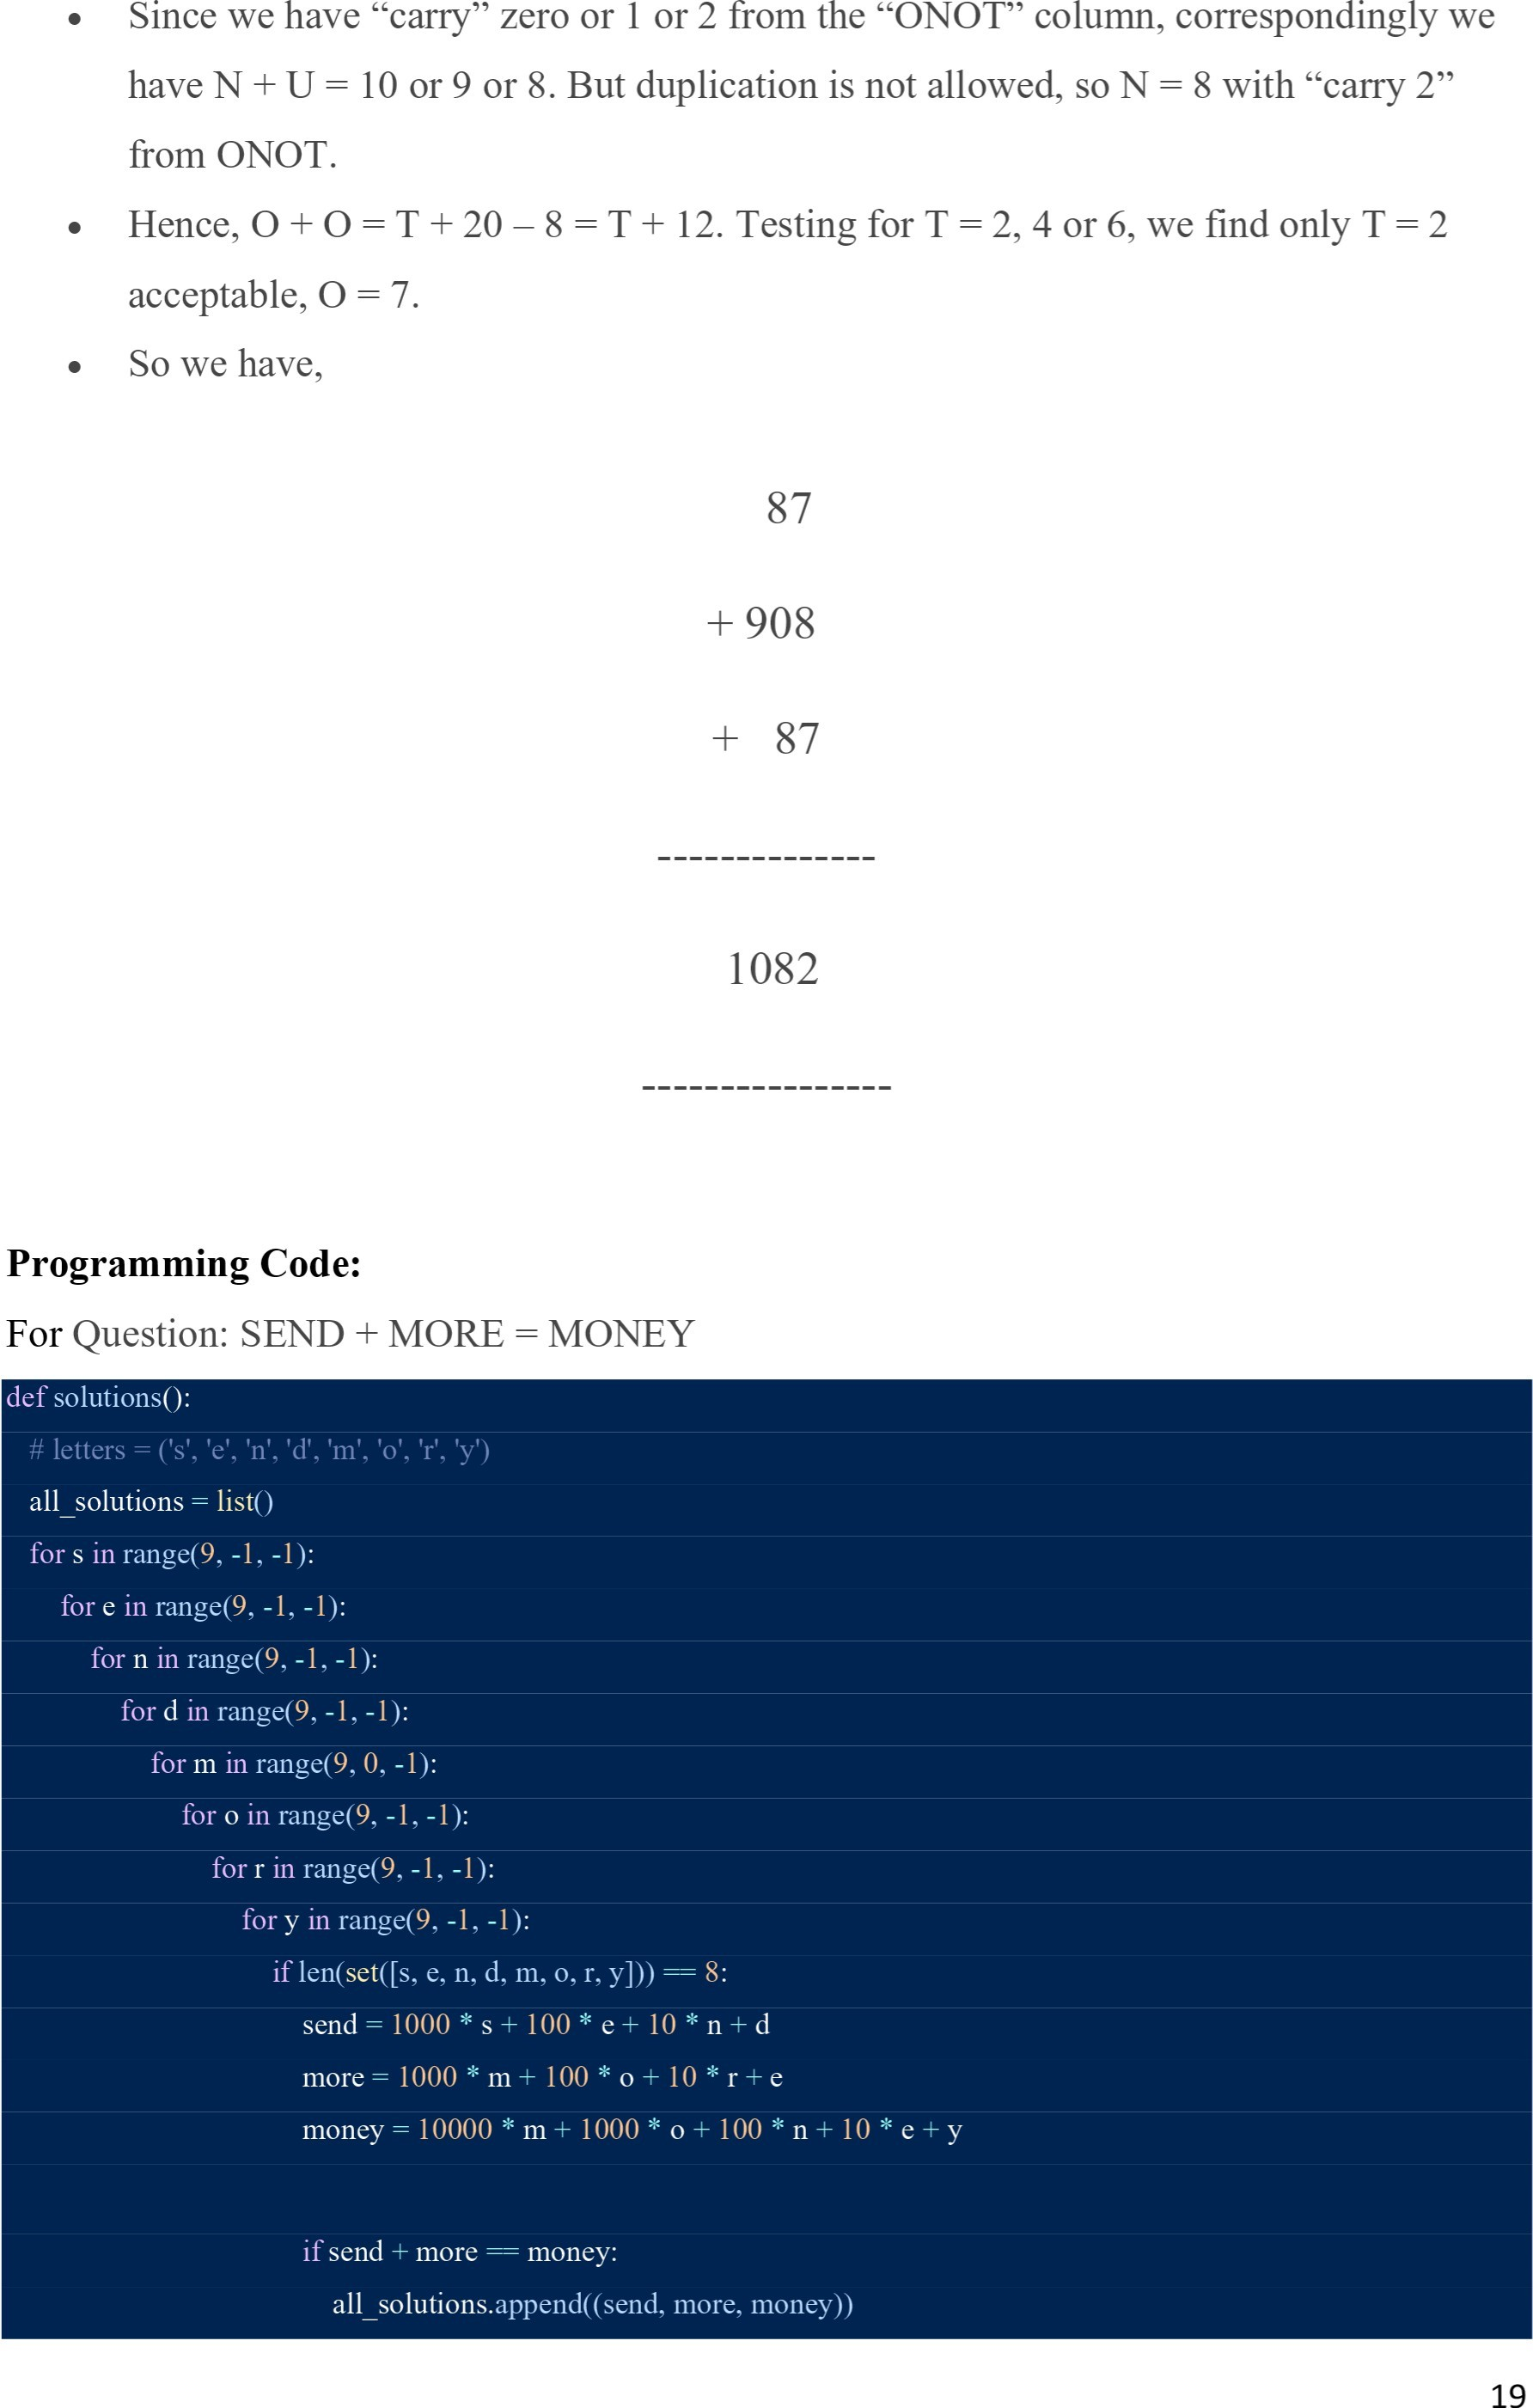 • Since we have “carry” zero or 1 or 2 from the “ONOT” column, correspondingly we
have N + U = 10 or 9 or 8. But duplication is not allowed, so N = 8 with “carry 2”
from ONOT.
• Hence, O + O = T + 20 – 8 = T + 12. Testing for T = 2, 4 or 6, we find only T = 2
acceptable, O = 7.
• So we have,
87
+ 908
+ 87
--------------
1082
----------------
Programming Code:
For Question: SEND + MORE = MONEY
def solutions():
# letters = ('s', 'e', 'n', 'd', 'm', 'o', 'r', 'y')
all_solutions = list()
for s in range(9, -1, -1):
for e in range(9, -1, -1):
for n in range(9, -1, -1):
for d in range(9, -1, -1):
for m in range(9, 0, -1):
for o in range(9, -1, -1):
for r in range(9, -1, -1):
for y in range(9, -1, -1):
if len(set([s, e, n, d, m, o, r, y])) == 8:
send = 1000 * s + 100 * e + 10 * n + d
more = 1000 * m + 100 * o + 10 * r + e
money = 10000 * m + 1000 * o + 100 * n + 10 * e + y
if send + more == money:
all_solutions.append((send, more, money))
19